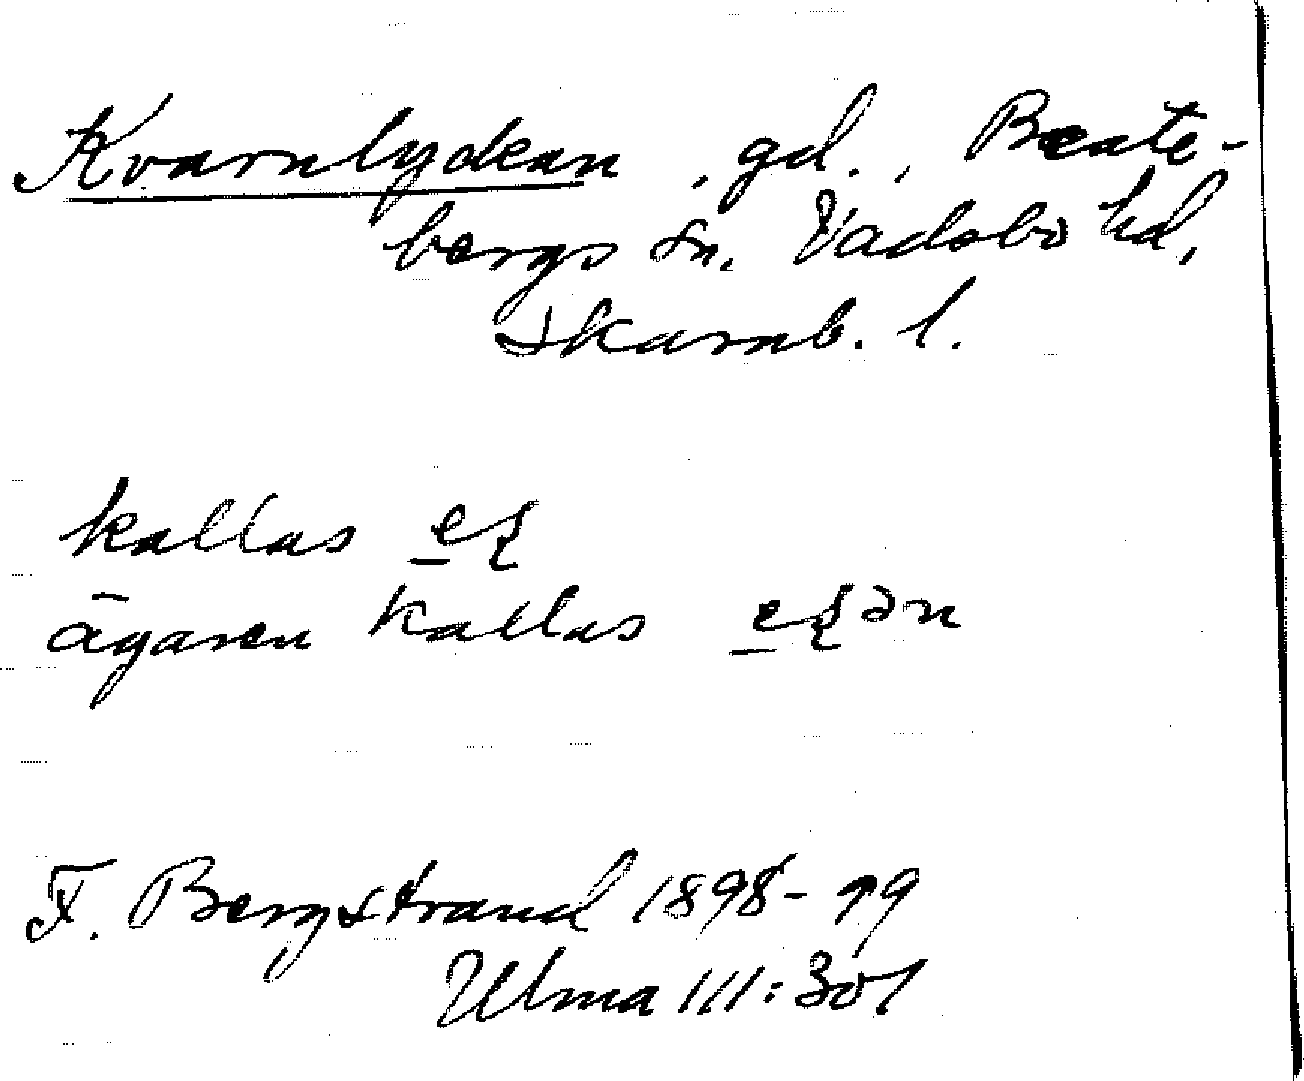 Kvarnlyckan, gd., Beate-
bergs sn. Vadsbo hd,
Skarab. l.
kallas
ägaren kallas
F. Bergstrand 1898-99
Ulma 111:301